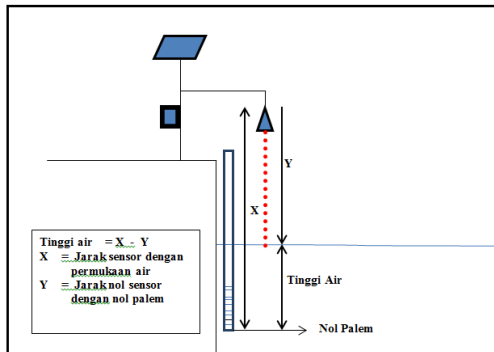 Y
X
Tinggi air = X - Y
X = Jarak sensor dengan
permukaan air
Y = Jarak nol sensor
dengan nol palem
Tinggi Air
Nol Palem